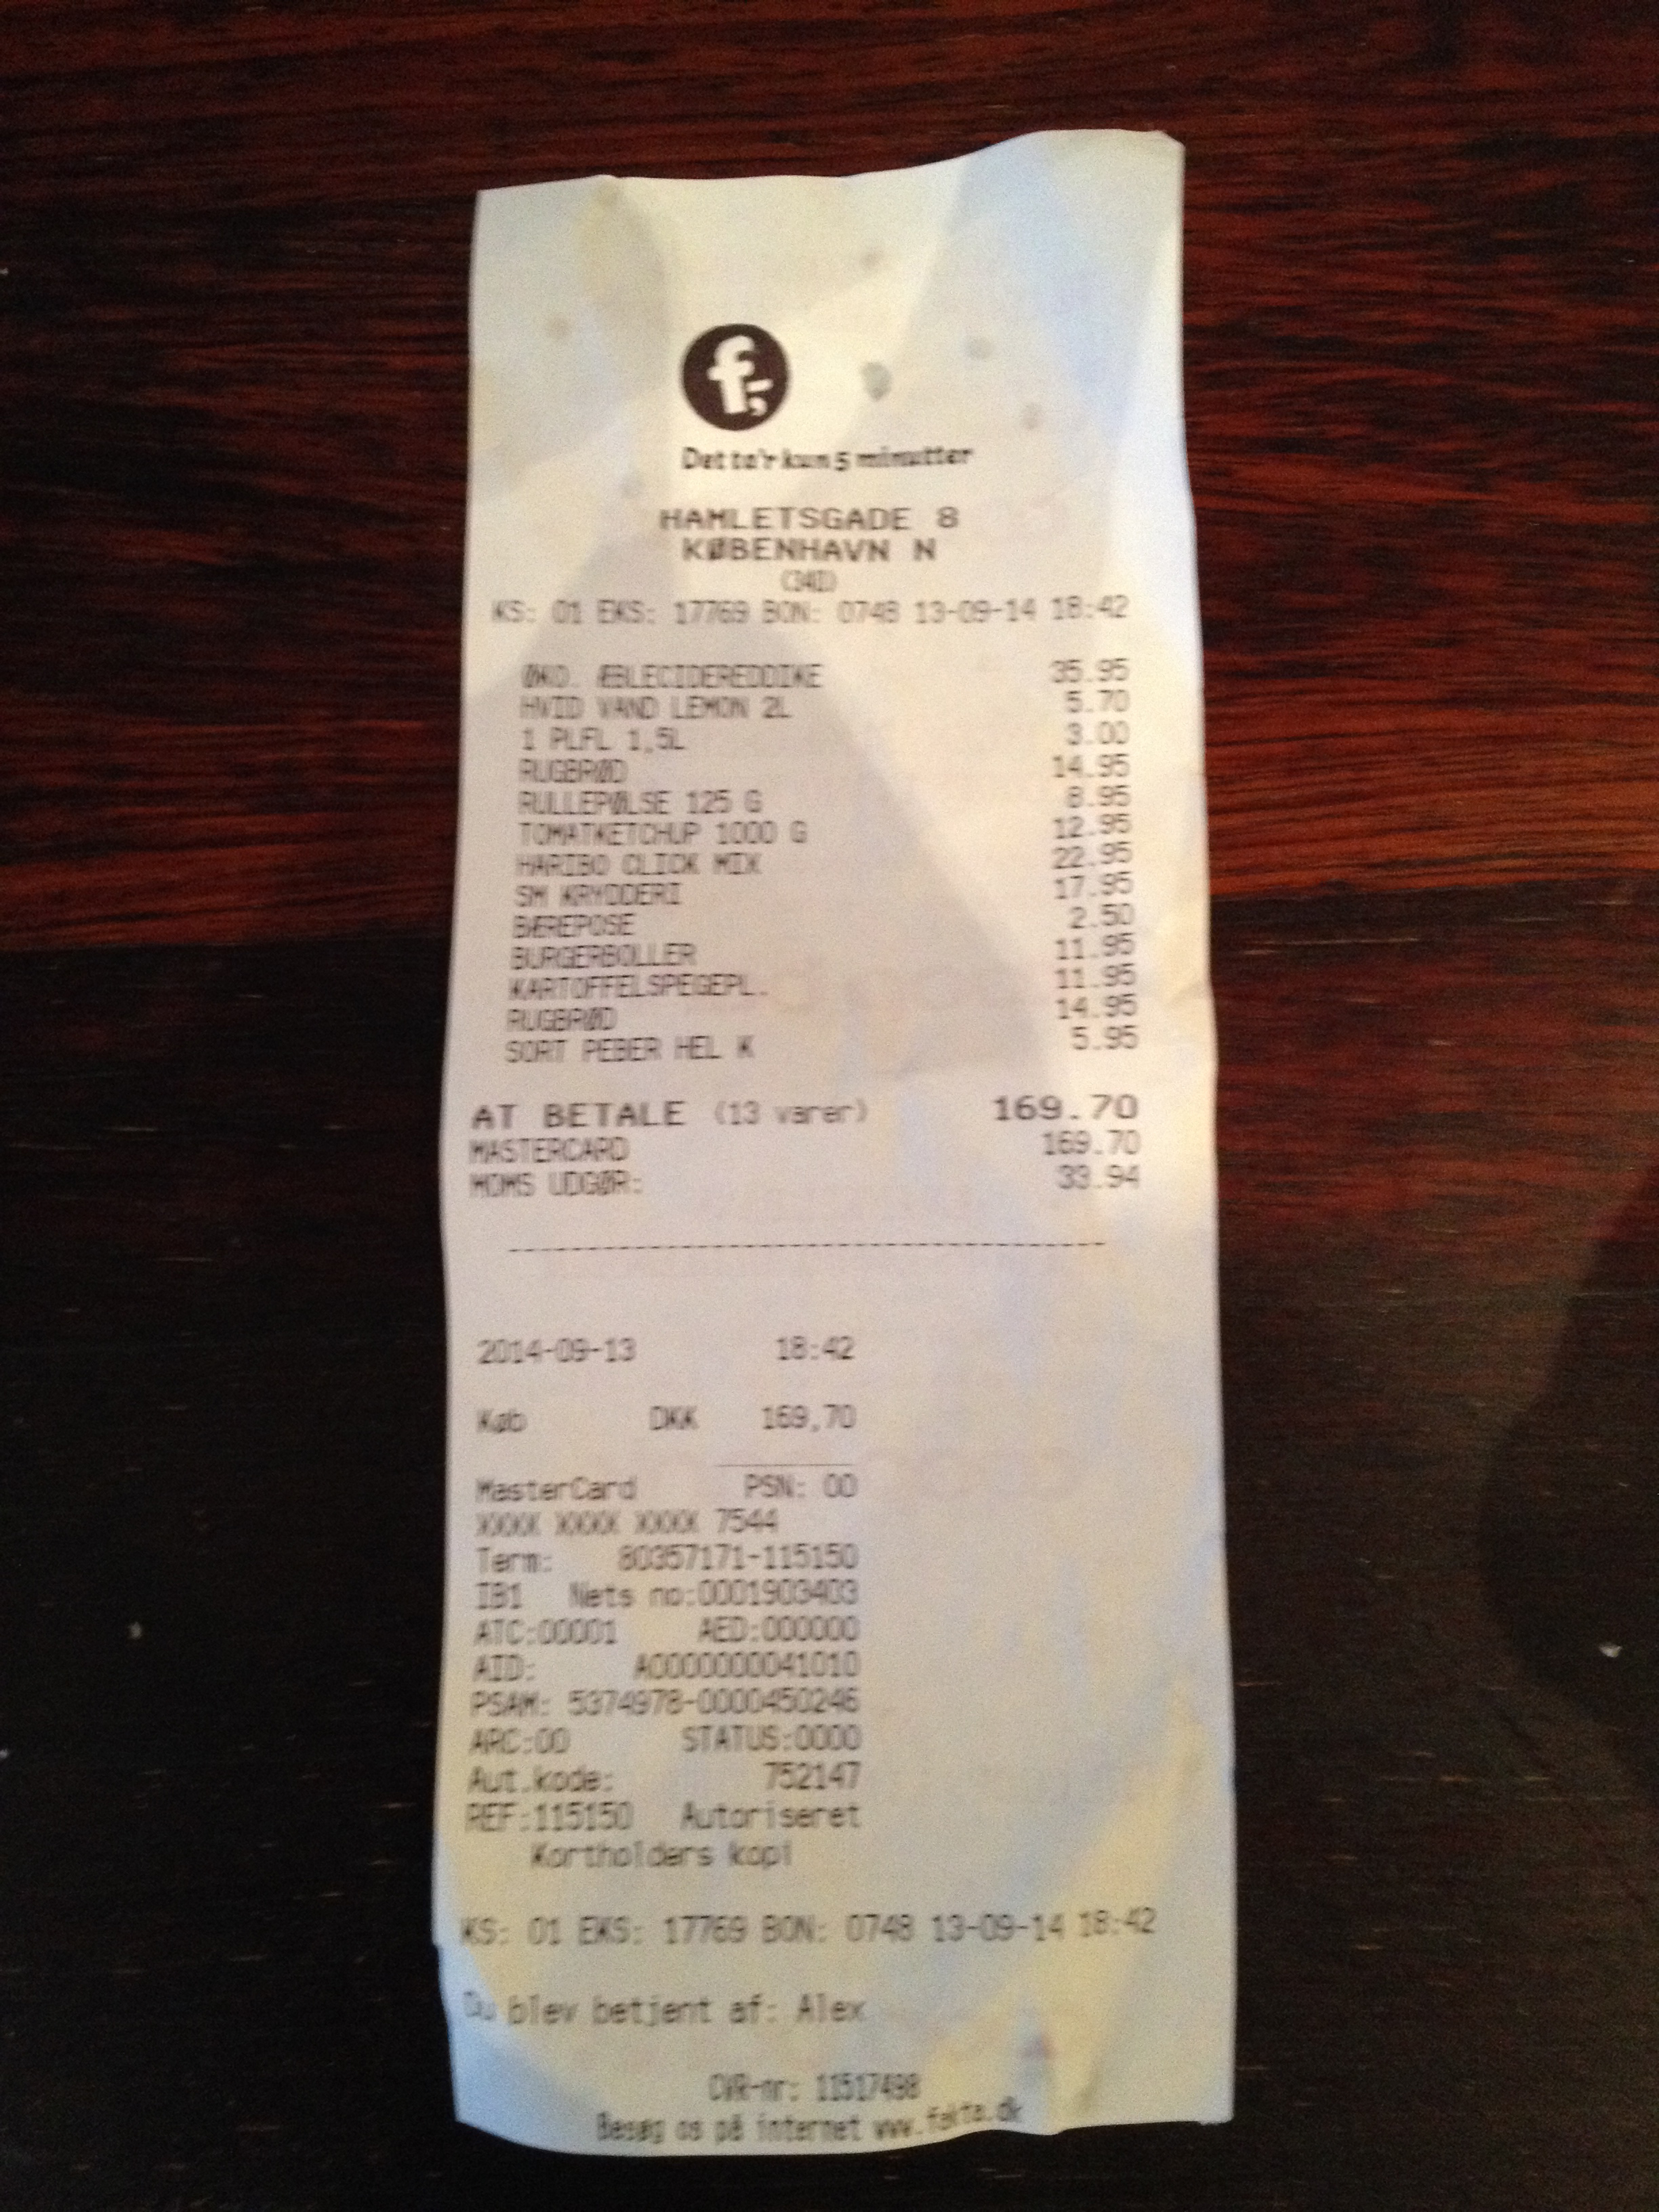 f,-
Det ta'r kun 5 minutter
HAMLETSGADE 8
KØBENHAVN N
KS: 01 EKS: 17769 BON: 0748 13-09-14 18:42
ØKO. ÆBLECIDEREDDIKE 35.95
HVID VAND LEMON 2L 5.70
1 PLFL 1,5L 3.00
RUGBRØD 14.95
RULLEPØLSE 125 G 8.95
TOMATKETCHUP 1000 G 12.95
HARIBO CLICK MIX 22.95
SM KRYDDERI 17.95
BÆREPOSE 2.50
BURGERBOLLER 11.95
KARTOFFELSPEGEPL. 11.95
RUGBRØD 14.95
SORT PEBER HEL K 5.95
AT BETALE (13 varer) 169.70
MASTERCARD 169.70
MOMS UDGØR: 33.94
2014-09-13 18:42
Køb DKK 169,70
MasterCard PSN: 00
XXXX XXXX XXXX 7544
Term: 80357171-115150
IB1 Nets no:0001903403
ATC:00001 AED:000000
AID: A0000000041010
PSAM: 5374978-0000450246
ARC:00 STATUS:0000
Aut.kode: 752147
REF:115150 Autoriseret
Kortholders kopi
KS: 01 EKS: 17769 BON: 0748 13-09-14 18:42
Du blev betjent af: Alex
CVR-nr: 11517498
Besøg os på internet www.fakta.dk